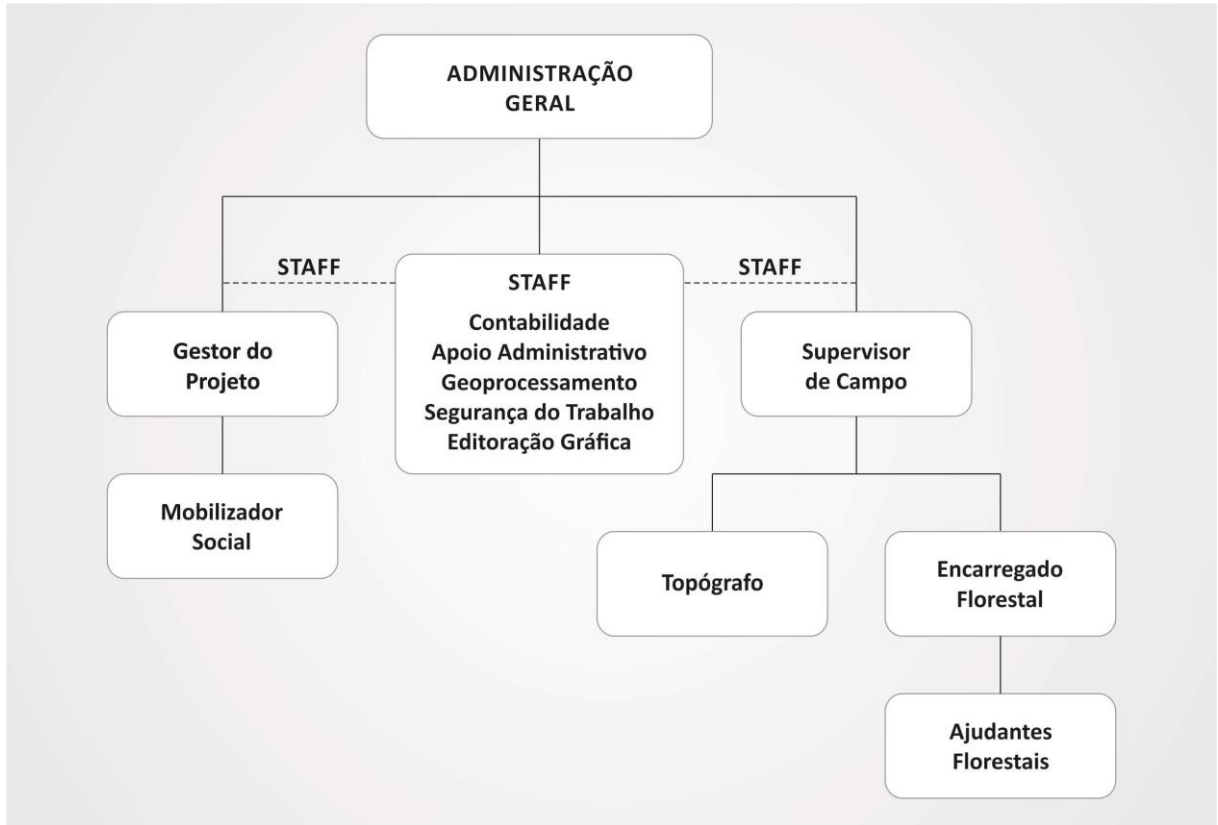 ADMINISTRAÇÃO
GERAL
STAFF
STAFF
STAFF
Contabilidade
Apoio Administrativo
Geoprocessamento
Segurança do Trabalho
Editoração Gráfica
Gestor do
Projeto
Supervisor
de Campo
Mobilizador
Social
Topógrafo
Encarregado
Florestal
Ajudantes
Florestais